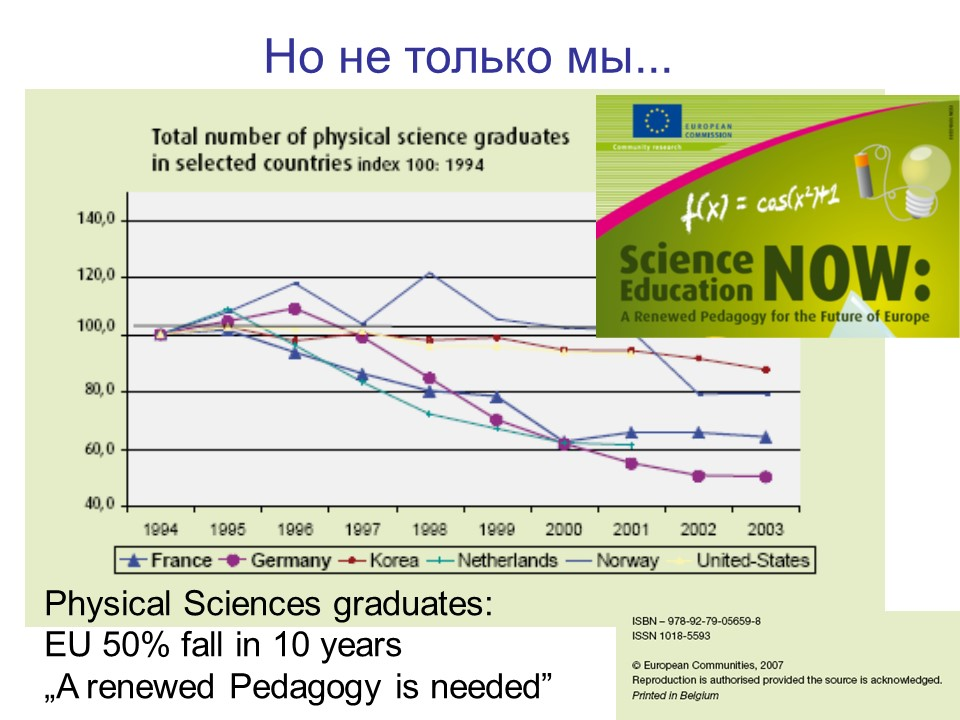 Но не только мы...
Total number of physical science graduates
in selected countries index 100: 1994
140,0
120,0
100,0
80,0
60,0
40,0
1994 1995 1996 1997 1998 1999 2000 2001 2002 2003
France Germany Korea Netherlands Norway United-States
EUROPEAN
COMMISSION
Community research
f(x) = cos(x²)+1
Science
Education NOW:
A Renewed Pedagogy for the Future of Europe
Physical Sciences graduates:
EU 50% fall in 10 years
„A renewed Pedagogy is needed”
ISBN – 978-92-79-05659-8
ISSN 1018-5593
© European Communities, 2007
Reproduction is authorised provided the source is acknowledged.
Printed in Belgium